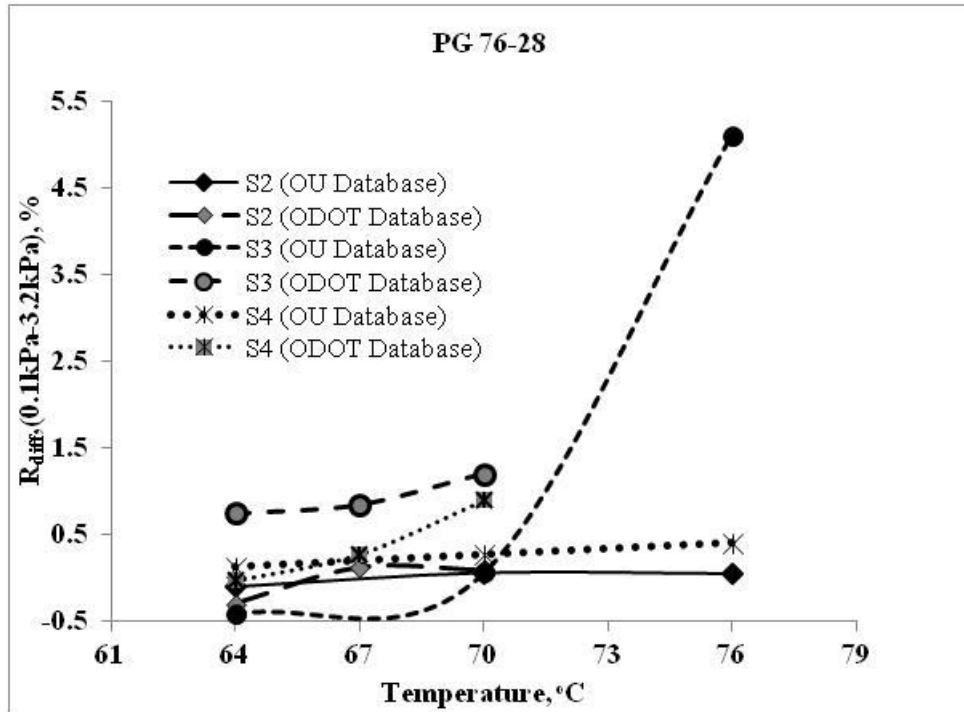 PG 76-28
5.5
4.5
3.5
2.5
1.5
0.5
-0.5
R_diff, (0.1kPa-3.2kPa), %
S2 (OU Database)
S2 (ODOT Database)
S3 (OU Database)
S3 (ODOT Database)
S4 (OU Database)
S4 (ODOT Database)
61 64 67 70 73 76 79
Temperature, °C